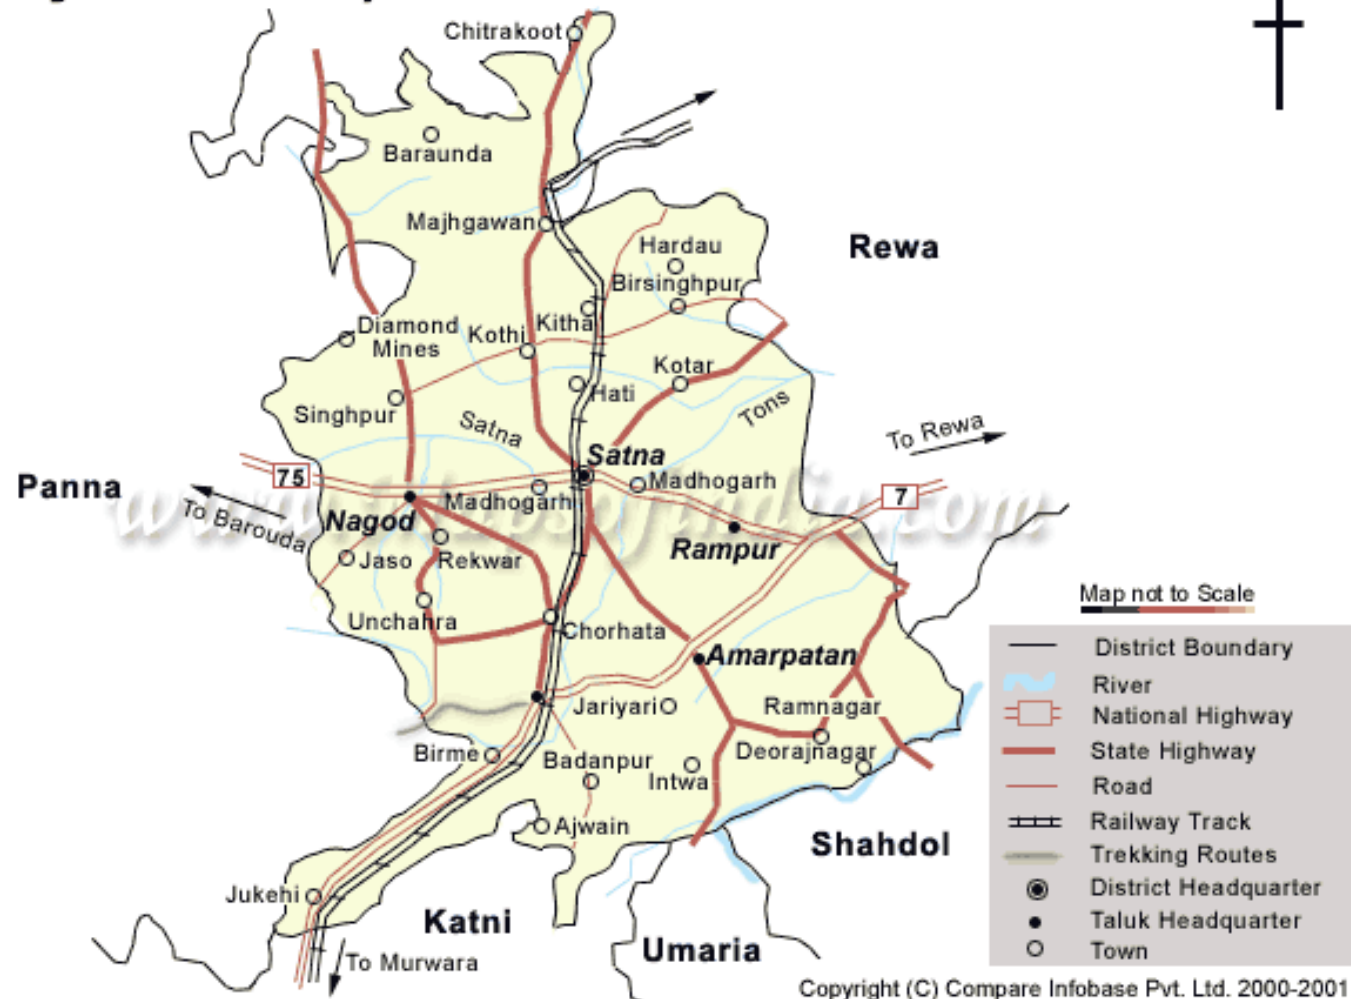 Chitrakoot
Baraunda
Majhgawan
Hardau
Rewa
Birsinghpur
Diamond
Mines
Kothi
Kitha
Kotar
Hati
Singhpur
Satna
Tons
To Rewa
Satna
75
Panna
Madhogarh
Madhogarh
7
www.mapsofindia.com
To Barouda
Nagod
Rampur
Jaso
Rekwar
Unchahra
Chorhata
Map not to Scale
Amarpatan
District Boundary
River
National Highway
State Highway
Road
Railway Track
Trekking Routes
District Headquarter
Taluk Headquarter
Town
Jariyari
Ramnagar
Birme
Badanpur
Deorajnagar
Intwa
Ajwain
Shahdol
Jukehi
Katni
Umaria
To Murwara
Copyright (C) Compare Infobase Pvt. Ltd. 2000-2001